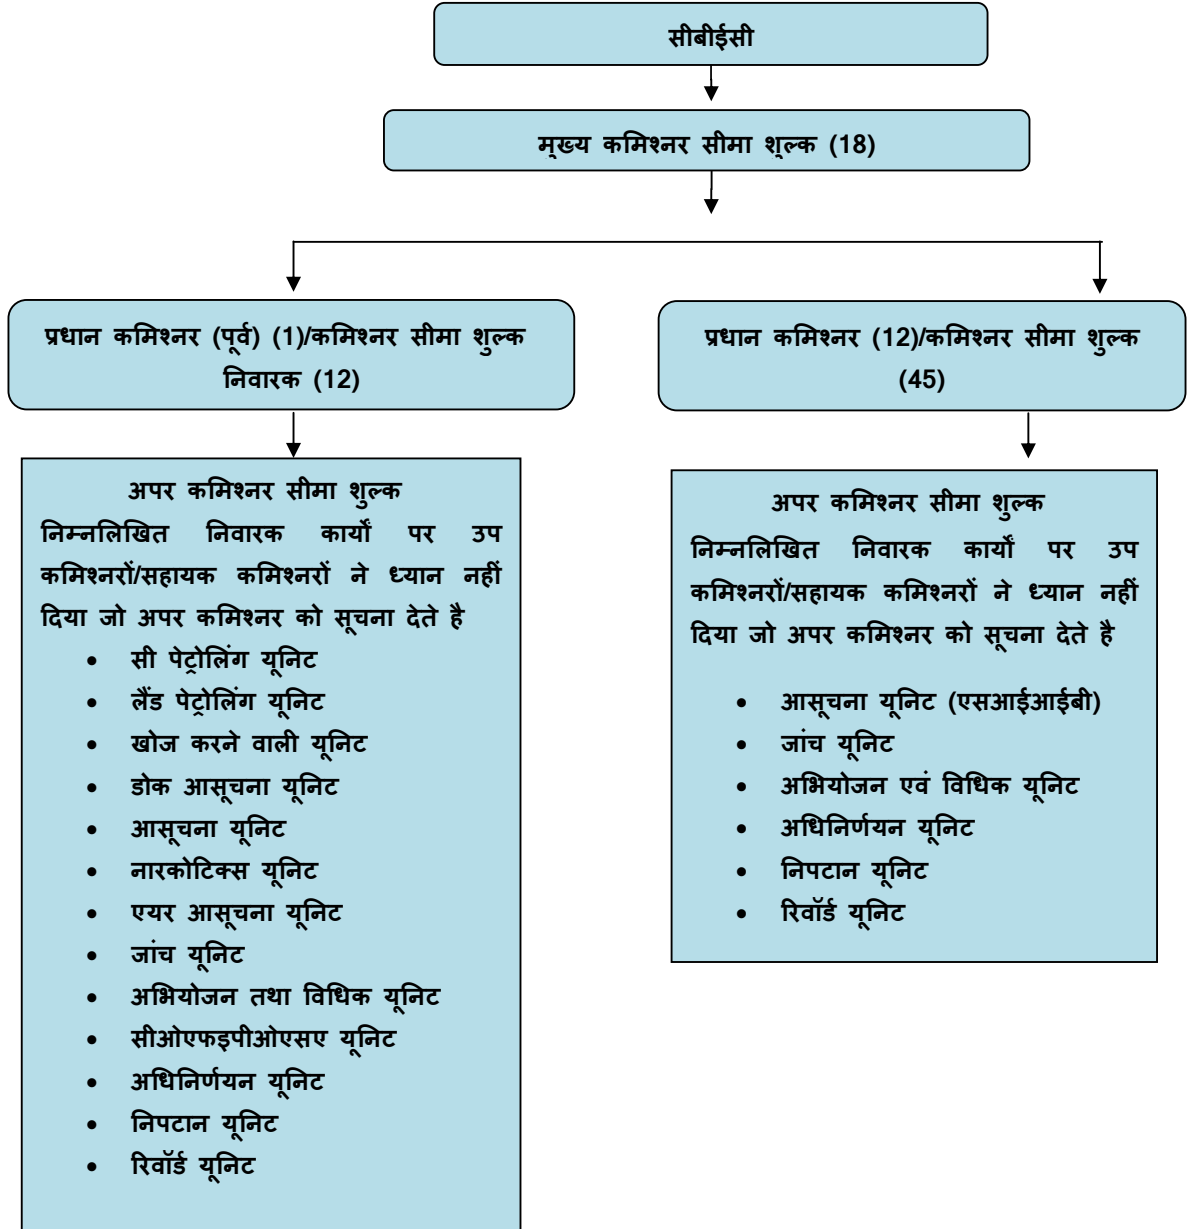 सीबीईसी
मुख्य कमिश्नर सीमा शुल्क (18)
प्रधान कमिश्नर (पूर्व) (1)/कमिश्नर सीमा शुल्क
निवारक (12)
प्रधान कमिश्नर (12)/कमिश्नर सीमा शुल्क
(45)
अपर कमिश्नर सीमा शुल्क
निम्नलिखित निवारक कार्यों पर उप
कमिश्नरों/सहायक कमिश्नरों ने ध्यान नहीं
दिया जो अपर कमिश्नर को सूचना देते है
• सी पेट्रोलिंग यूनिट
• लैंड पेट्रोलिंग यूनिट
• खोज करने वाली यूनिट
• डोक आसूचना यूनिट
• आसूचना यूनिट
• नारकोटिक्स यूनिट
• एयर आसूचना यूनिट
• जांच यूनिट
• अभियोजन तथा विधिक यूनिट
• सीओएफइपीओएसए यूनिट
• अधिनिर्णयन यूनिट
• निपटान यूनिट
• रिवॉर्ड यूनिट
अपर कमिश्नर सीमा शुल्क
निम्नलिखित निवारक कार्यों पर उप
कमिश्नरों/सहायक कमिश्नरों ने ध्यान नहीं
दिया जो अपर कमिश्नर को सूचना देते है
• आसूचना यूनिट (एसआईआईबी)
• जांच यूनिट
• अभियोजन एवं विधिक यूनिट
• अधिनिर्णयन यूनिट
• निपटान यूनिट
• रिवॉर्ड यूनिट